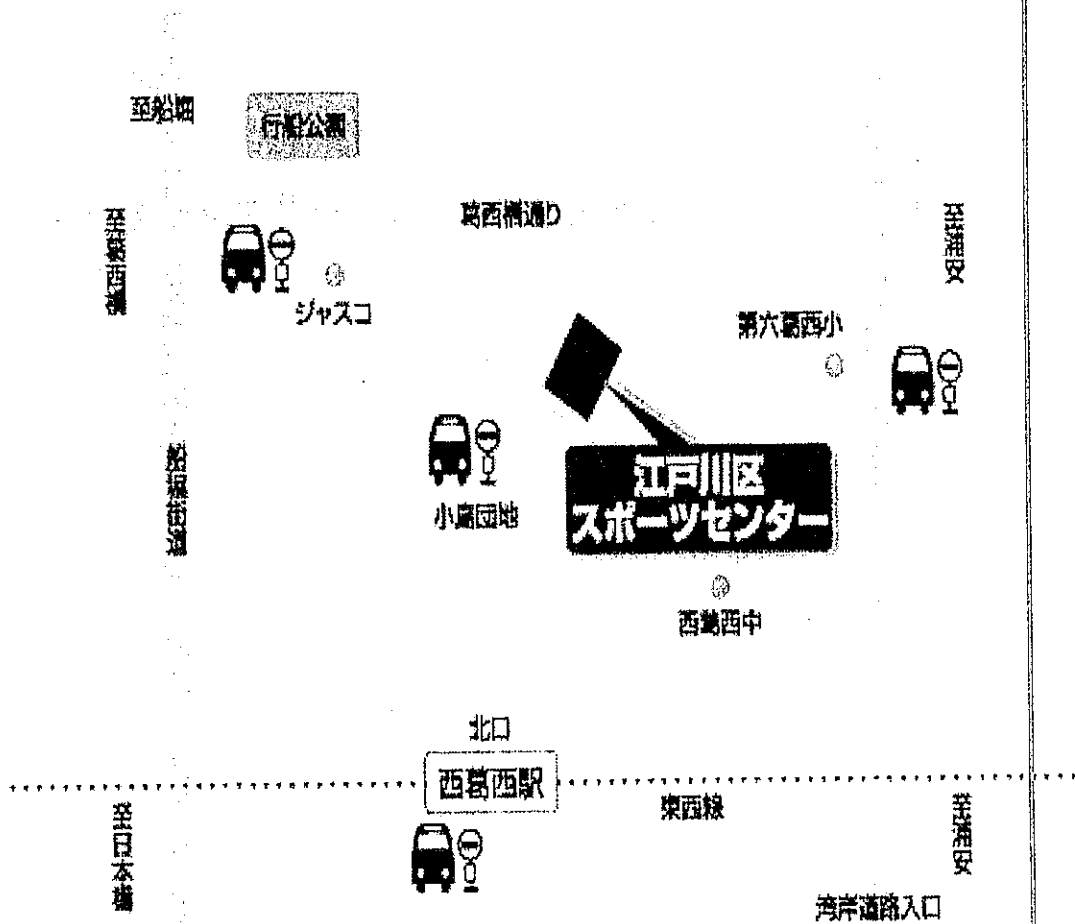 至船堀
行船公園
葛西橋通り
至葛西橋
至浦安
ジャスコ
第六葛西小
船堀街道
小島団地
江戸川区
スポーツセンター
西葛西中
北口
西葛西駅
東西線
至日本橋
至浦安
湾岸道路入口